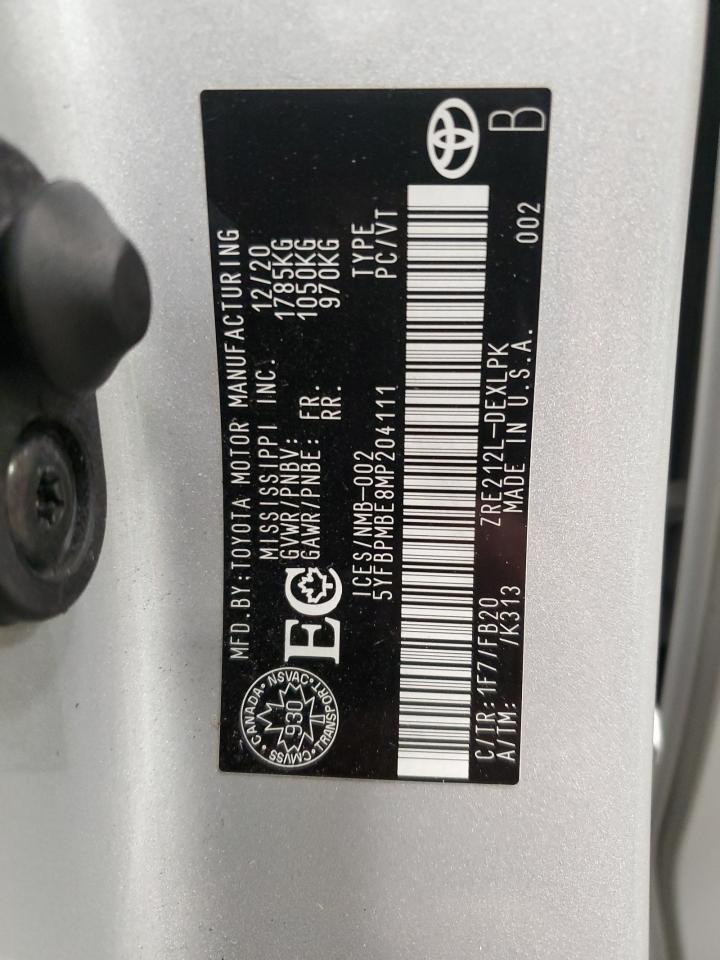 MFD.BY:TOYOTA MOTOR MANUFACTURING
MISSISSIPPI INC. 12/20
GVWR/PNBV: 1785KG
GAWR/PNBE: FR. 1050KG
RR. 970KG
CANADA • NSVAC • TRANSPORT • CMVSS •
930
EC
ICES/NMB-002 TYPE
5YFBPMBE8MP204111 PC/VT
C/TR: 1F7/FB20 ZRE212L-DEXLPK
A/TM: /K313 MADE IN U.S.A.
002
B